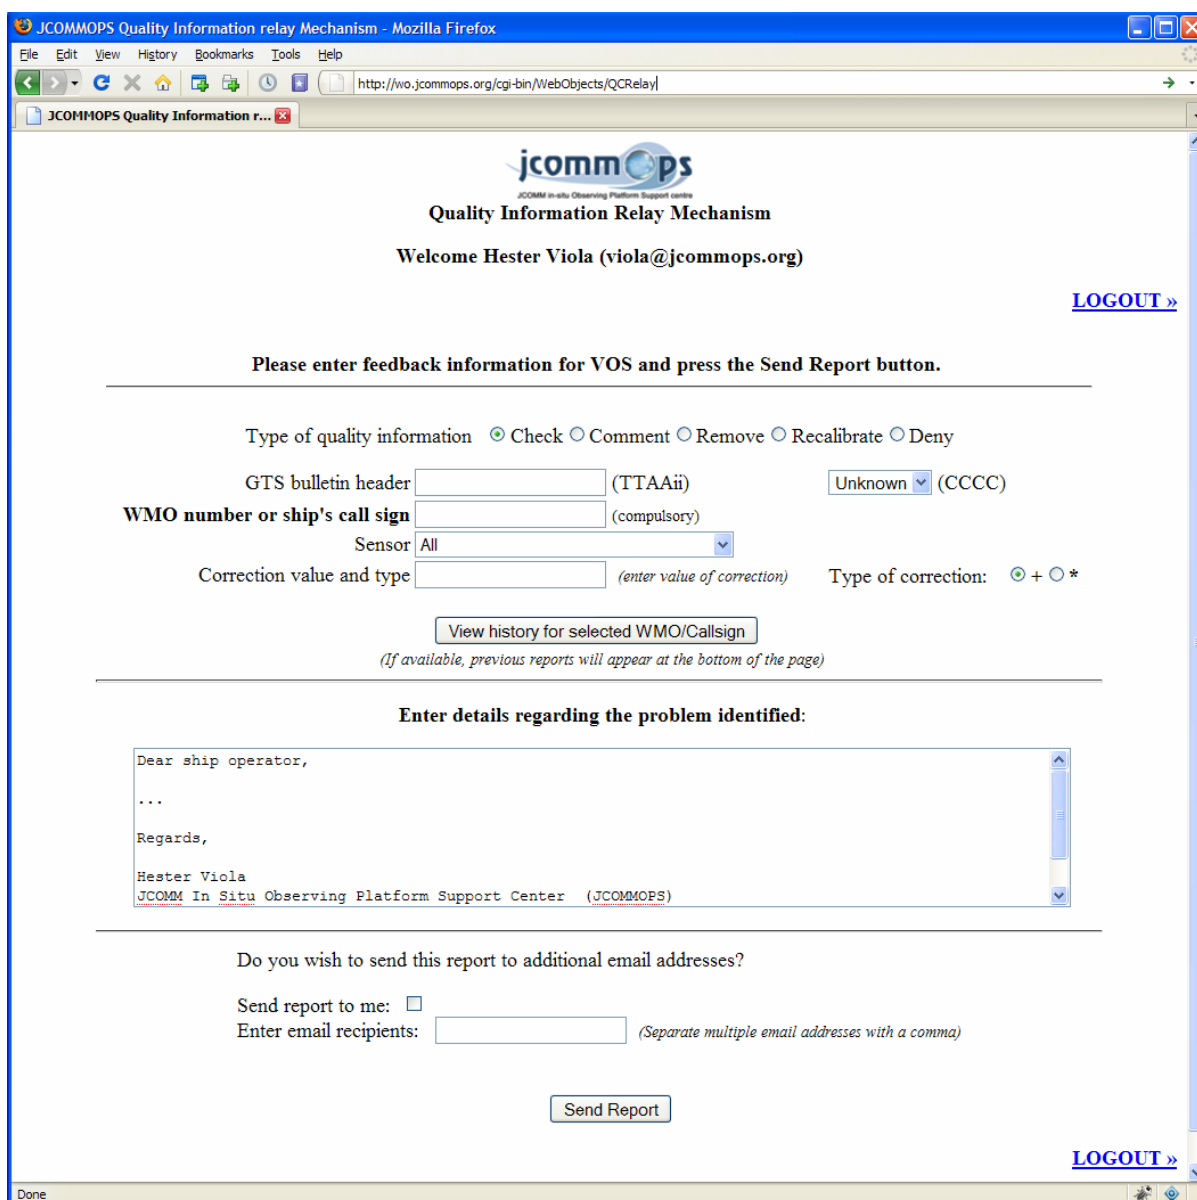 JCOMMOPS Quality Information relay Mechanism - Mozilla Firefox
File Edit View History Bookmarks Tools Help
http://wo.jcommops.org/cgi-bin/WebObjects/QCRelay
JCOMMOPS Quality Information r...
jcommops
JCOMM in-situ Observing Platform Support centre
Quality Information Relay Mechanism
Welcome Hester Viola (viola@jcommops.org)
LOGOUT »
Please enter feedback information for VOS and press the Send Report button.
Type of quality information Check Comment Remove Recalibrate Deny
GTS bulletin header (TTAAii) Unknown (CCCC)
WMO number or ship's call sign (compulsory)
Sensor All
Correction value and type (enter value of correction) Type of correction: + *
View history for selected WMO/Callsign
(If available, previous reports will appear at the bottom of the page)
Enter details regarding the problem identified:
Dear ship operator,
...
Regards,
Hester Viola
JCOMM In Situ Observing Platform Support Center (JCOMMOPS)
Do you wish to send this report to additional email addresses?
Send report to me:
Enter email recipients: (Separate multiple email addresses with a comma)
Send Report
LOGOUT »
Done